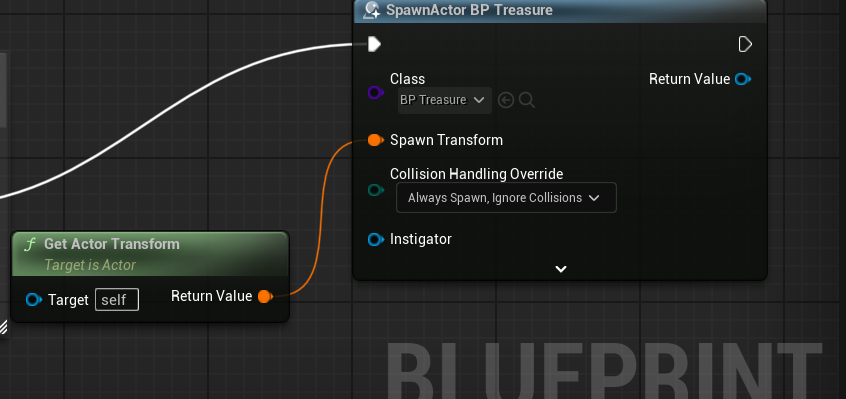 SpawnActor BP Treasure
Class
Return Value
BP Treasure
Spawn Transform
Collision Handling Override
Always Spawn, Ignore Collisions
Instigator
Get Actor Transform
Target is Actor
Target self
Return Value
BLUEPRINT